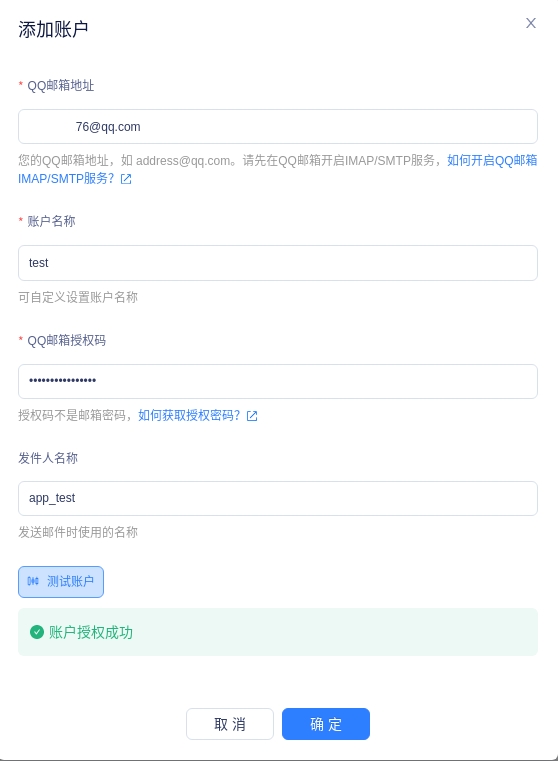 添加账户
* QQ邮箱地址
76@qq.com
您的QQ邮箱地址，如 address@qq.com。请先在QQ邮箱开启IMAP/SMTP服务，如何开启QQ邮箱
IMAP/SMTP服务？
* 账户名称
test
可自定义设置账户名称
* QQ邮箱授权码
••••••••••••••••
授权码不是邮箱密码，如何获取授权密码？
发件人名称
app_test
发送邮件时使用的名称
测试账户
账户授权成功
取 消 确 定